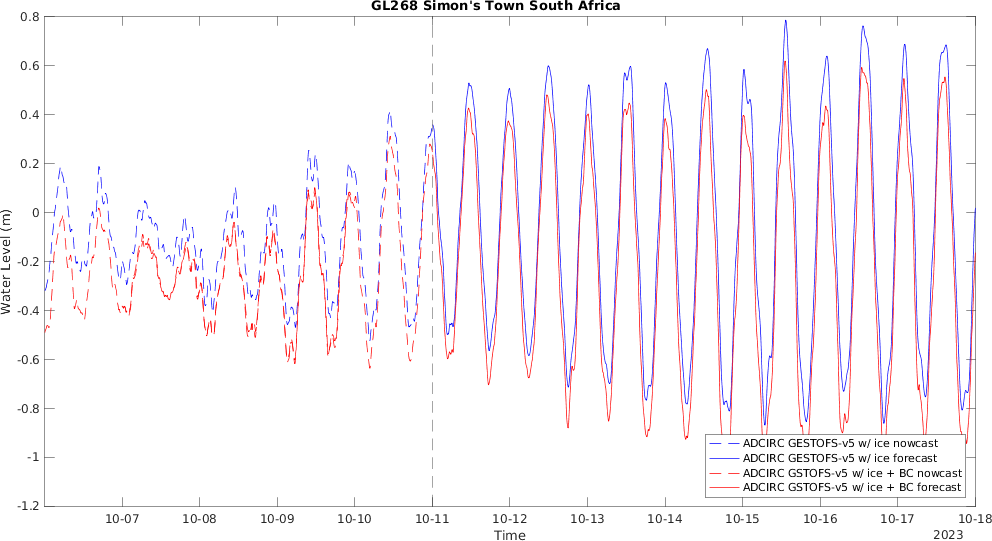 GL268 Simon's Town South Africa
Water Level (m)
0.8
0.6
0.4
0.2
0
-0.2
-0.4
-0.6
-0.8
-1
-1.2
ADCIRC GESTOFS-v5 w/ ice nowcast
ADCIRC GESTOFS-v5 w/ ice forecast
ADCIRC GSTOFS-v5 w/ ice + BC nowcast
ADCIRC GSTOFS-v5 w/ ice + BC forecast
10-07 10-08 10-09 10-10 10-11 10-12 10-13 10-14 10-15 10-16 10-17 10-18
Time
2023